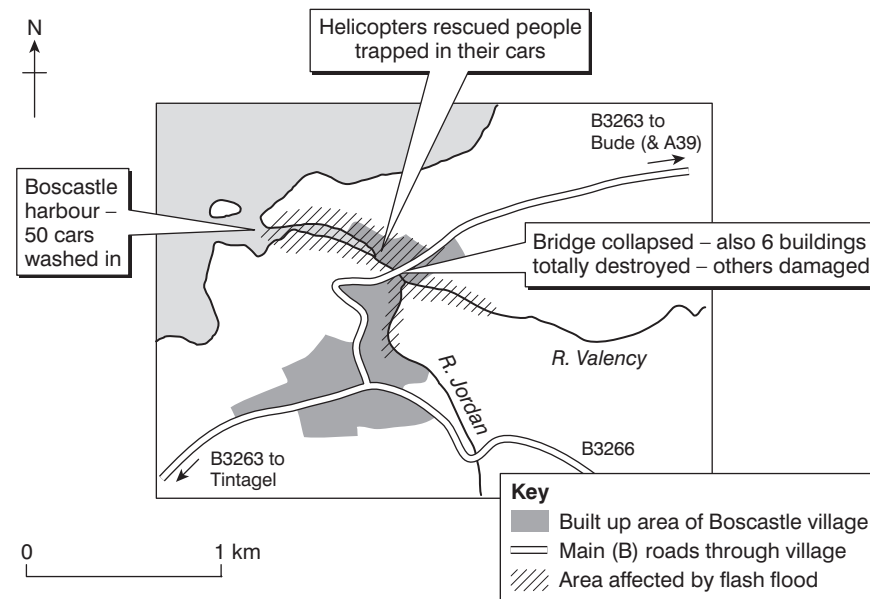 N
Helicopters rescued people
trapped in their cars
B3263 to
Bude (& A39)
Boscastle
harbour –
50 cars
washed in
Bridge collapsed – also 6 buildings
totally destroyed – others damaged
R. Valency
R. Jordan
B3266
B3263 to
Tintagel
Key
Built up area of Boscastle village
Main (B) roads through village
Area affected by flash flood
0
1 km